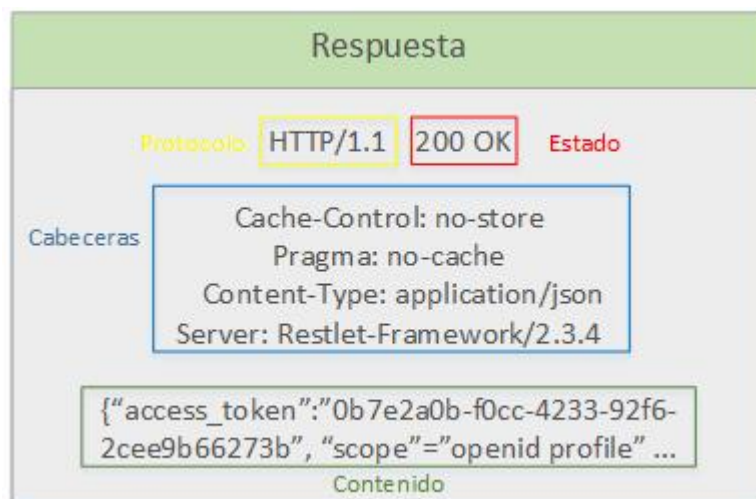 Respuesta
Protocolo HTTP/1.1 200 OK Estado
Cabeceras
Cache-Control: no-store
Pragma: no-cache
Content-Type: application/json
Server: Restlet-Framework/2.3.4
{“access_token”:”0b7e2a0b-f0cc-4233-92f6-
2cee9b66273b”, “scope”=”openid profile” ...
Contenido